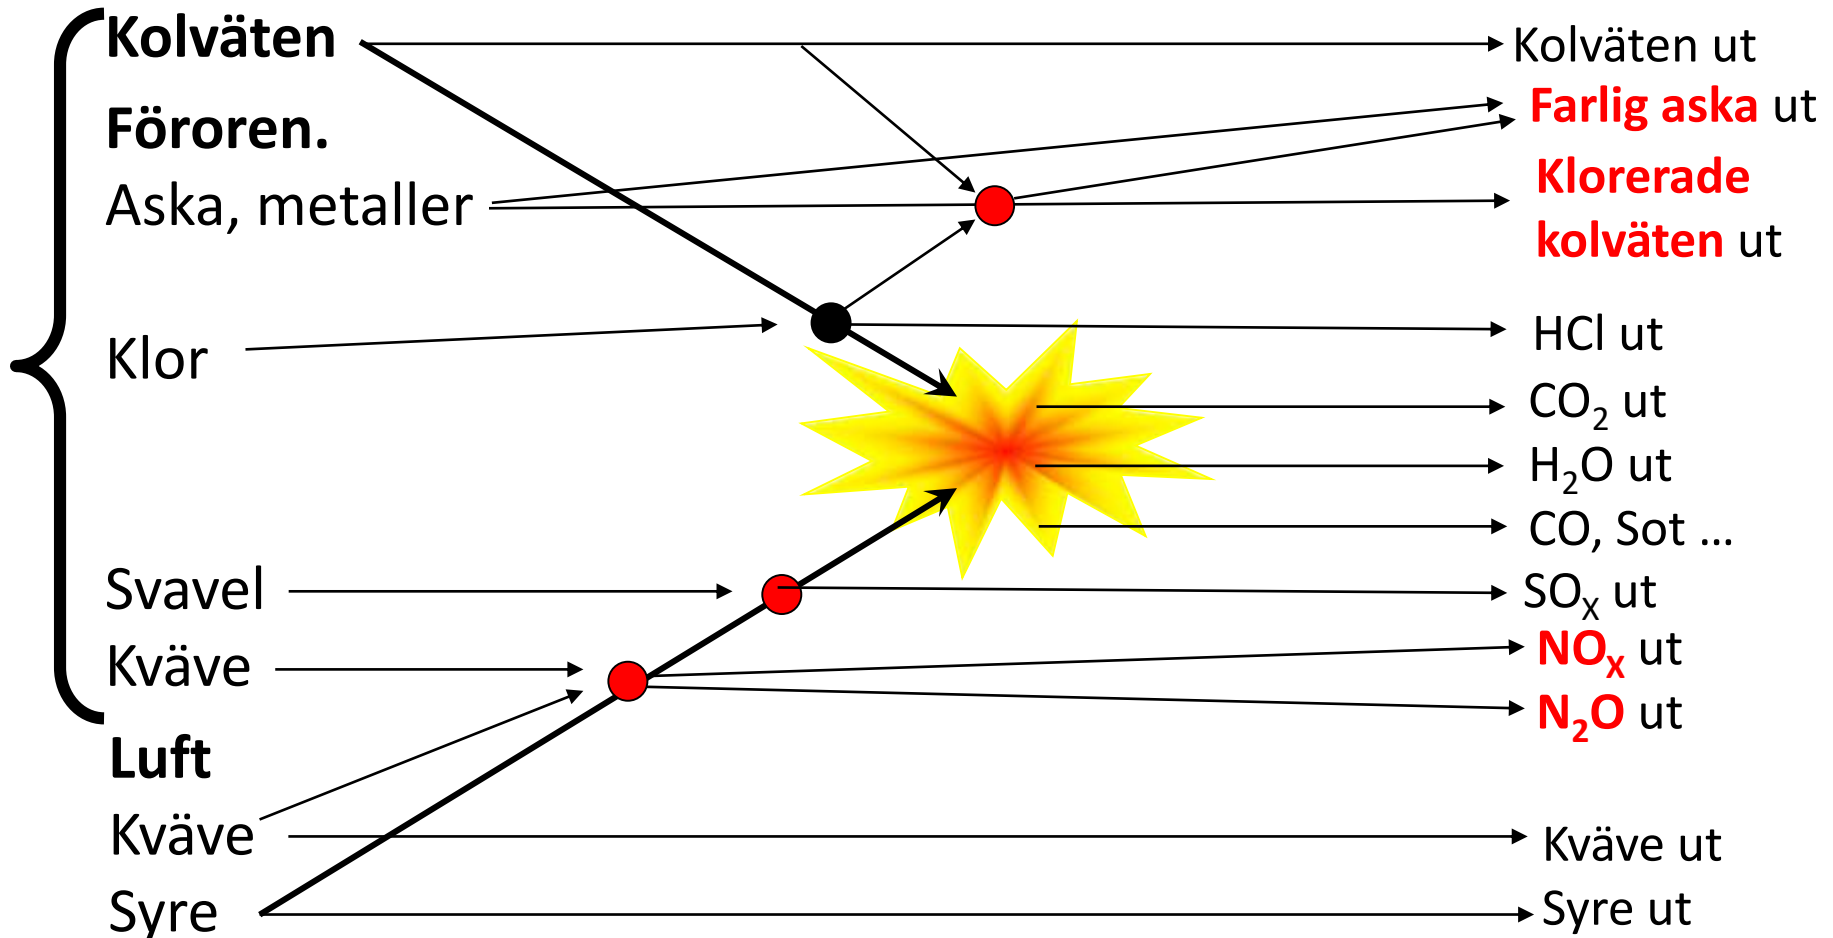 Kolväten
Föroren.
Aska, metaller
Klor
Svavel
Kväve
Luft
Kväve
Syre
Kolväten ut
Farlig aska ut
Klorerade
kolväten ut
HCl ut
CO₂ ut
H₂O ut
CO, Sot ...
SOₓ ut
NOₓ ut
N₂O ut
Kväve ut
Syre ut